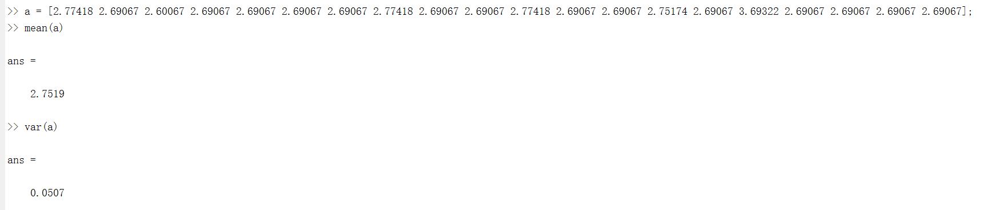 >> a = [2.77418 2.69067 2.60067 2.69067 2.69067 2.69067 2.69067 2.77418 2.69067 2.69067 2.77418 2.69067 2.69067 2.75174 2.69067 3.69322 2.69067 2.69067 2.69067 2.69067];
>> mean(a)
ans =
2.7519
>> var(a)
ans =
0.0507